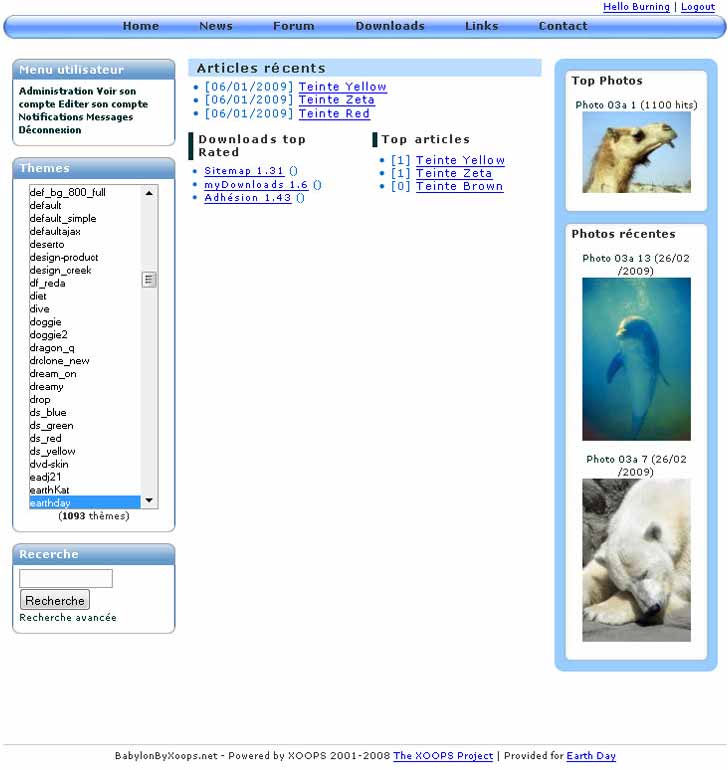 Hello Burning | Logout
Home News Forum Downloads Links Contact
Menu utilisateur
Administration Voir son
compte Editer son compte
Notifications Messages
Déconnexion
Themes
def_bg_800_full
default
default_simple
defaultajax
deserto
design-product
design_creek
df_reda
diet
dive
doggie
doggie2
dragon_q
drclone_new
dream_on
dreamy
drop
ds_blue
ds_green
ds_red
ds_yellow
dvd-skin
eadj21
earthKat
earthday
(1093 thèmes)
Recerche
Recherche
Recherche avancée
Articles récents
[06/01/2009] Teinte Yellow
[06/01/2009] Teinte Zeta
[06/01/2009] Teinte Red
Downloads top
Rated
Sitemap 1.31 ()
myDownloads 1.6 ()
Adhésion 1.43 ()
Top articles
[1] Teinte Yellow
[1] Teinte Zeta
[0] Teinte Brown
Top Photos
Photo 03a 1 (1100 hits)
Photos récentes
Photo 03a 13 (26/02
/2009)
Photo 03a 7 (26/02
/2009)
BabylonByXoops.net - Powered by XOOPS 2001-2008 The XOOPS Project | Provided for Earth Day